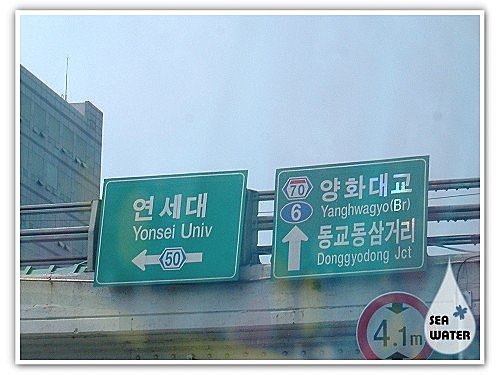 연세대
Yonsei Univ
50
70 양화대교
6 Yanghwagyo(Br)
동교동삼거리
Donggyodong Jct
4.1m
SEA
WATER